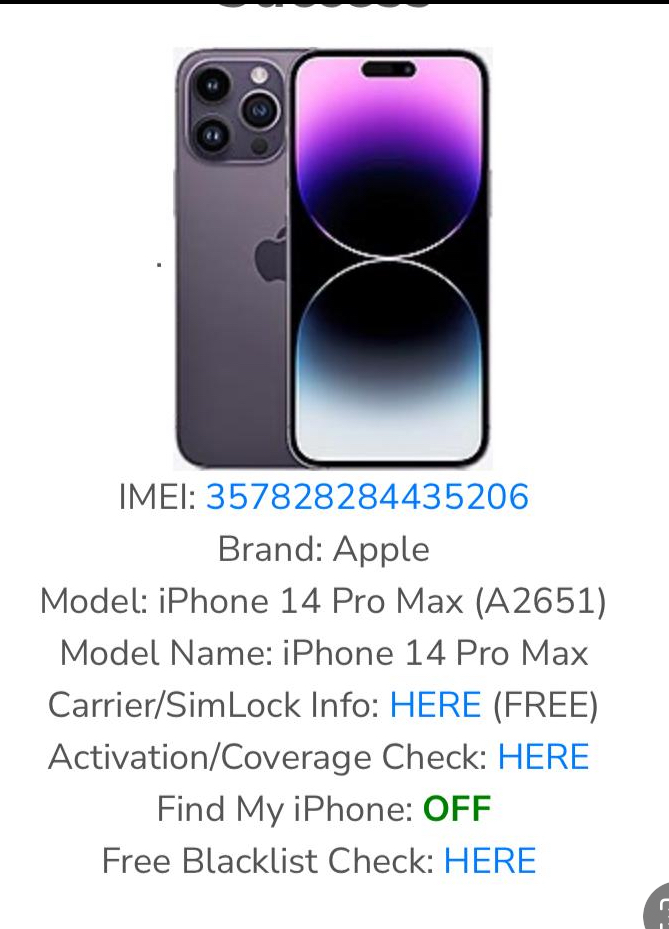 IMEI: 357828284435206
Brand: Apple
Model: iPhone 14 Pro Max (A2651)
Model Name: iPhone 14 Pro Max
Carrier/SimLock Info: HERE (FREE)
Activation/Coverage Check: HERE
Find My iPhone: OFF
Free Blacklist Check: HERE